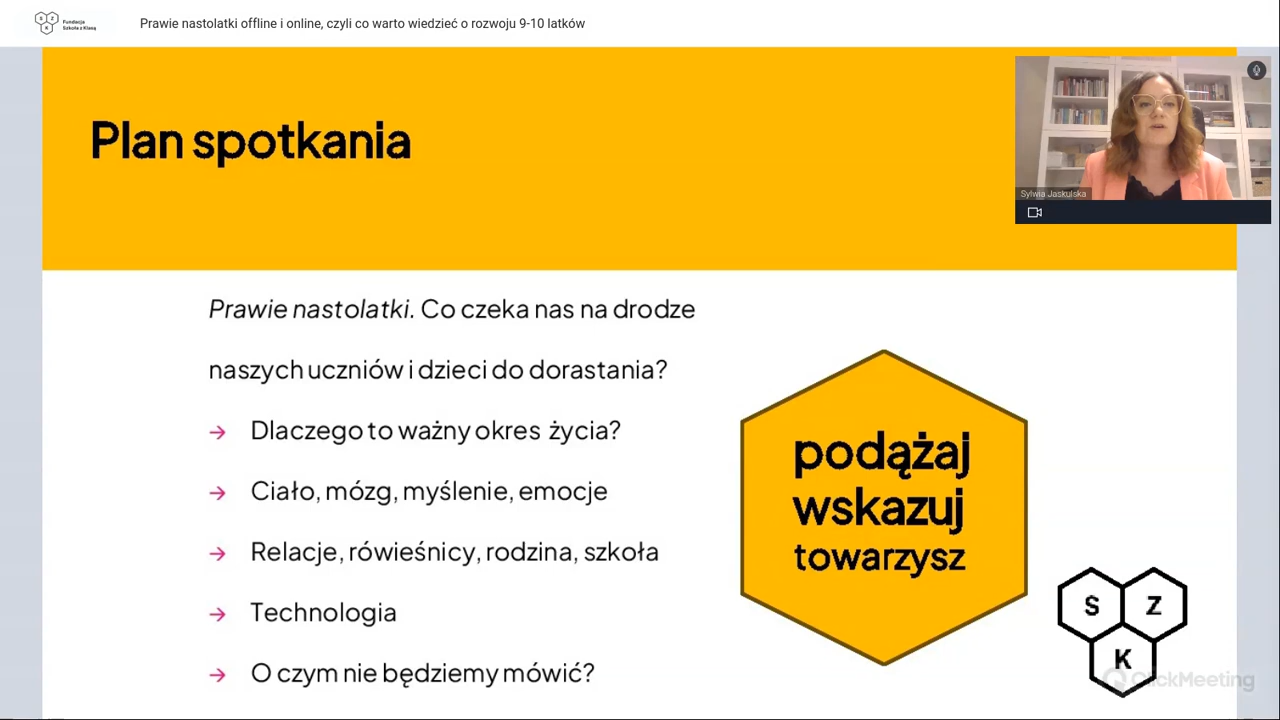 S Z
K
Fundacja
Szkoła z Klasą
Prawie nastolatki offline i online, czyli co warto wiedzieć o rozwoju 9-10 latków
Plan spotkania
Sylwia Jaskulska
Prawie nastolatki. Co czeka nas na drodze
naszych uczniów i dzieci do dorastania?
→ Dlaczego to ważny okres życia?
→ Ciało, mózg, myślenie, emocje
→ Relacje, rówieśnicy, rodzina, szkoła
→ Technologia
→ O czym nie będziemy mówić?
podążaj
wskazuj
towarzysz
S Z
K
ClickMeeting